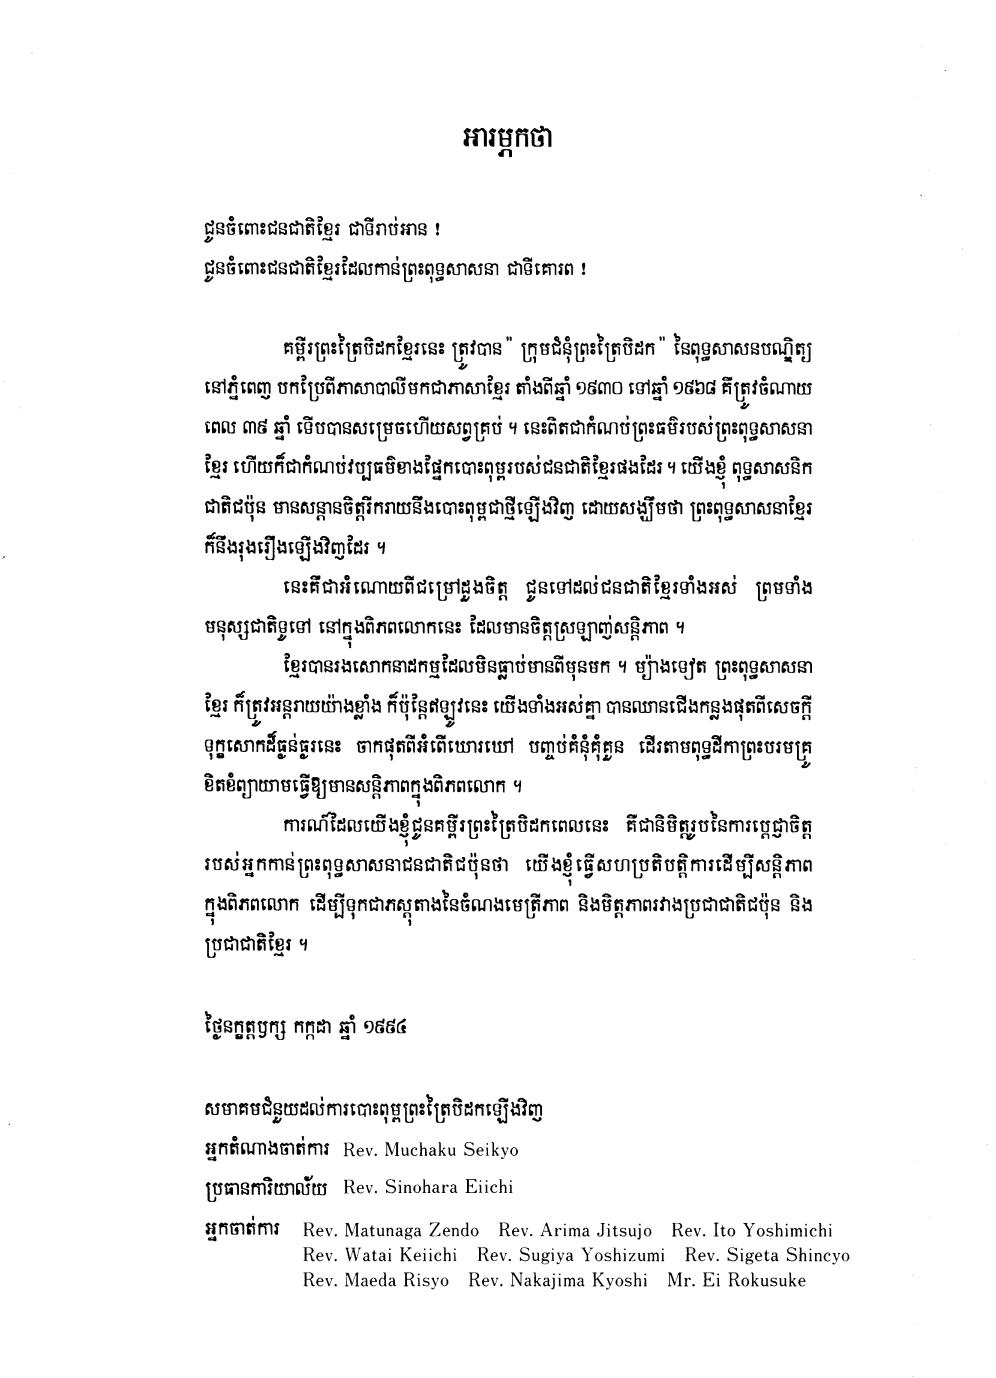 អារម្ភកថា
ជូនចំពោះជនជាតិខ្មែរ ជាទីរាប់អាន !
ជូនចំពោះជនជាតិខ្មែរដែលកាន់ព្រះពុទ្ធសាសនា ជាទីគោរព !
គម្ពីរព្រះត្រៃបិដកខ្មែរនេះ ត្រូវបាន " ក្រុមជំនុំព្រះត្រៃបិដក " នៃពុទ្ធសាសនបណ្ឌិត្យ
នៅភ្នំពេញ បកប្រែពីភាសាបាលីមកជាភាសាខ្មែរ តាំងពីឆ្នាំ ១៩៣០ ទៅឆ្នាំ ១៩៦៨ គឺត្រូវចំណាយ
ពេល ៣៩ ឆ្នាំ ទើបបានសម្រេចហើយសព្វគ្រប់ ។ នេះពិតជាកំណប់ព្រះធម៌របស់ព្រះពុទ្ធសាសនា
ខ្មែរ ហើយក៏ជាកំណប់វប្បធម៌ខាងផ្នែកបោះពុម្ពរបស់ជនជាតិខ្មែរផងដែរ ។ យើងខ្ញុំ ពុទ្ធសាសនិក
ជាតិជប៉ុន មានសន្តានចិត្តរីករាយនឹងបោះពុម្ពជាថ្មីឡើងវិញ ដោយសង្ឃឹមថា ព្រះពុទ្ធសាសនាខ្មែរ
ក៏នឹងរុងរឿងឡើងវិញដែរ ។
នេះគឺជាអំណោយពីជម្រៅដួងចិត្ត ជូនទៅដល់ជនជាតិខ្មែរទាំងអស់ ព្រមទាំង
មនុស្សជាតិទូទៅ នៅក្នុងពិភពលោកនេះ ដែលមានចិត្តស្រឡាញ់សន្តិភាព ។
ខ្មែរបានរងសោកនាដកម្មដែលមិនធ្លាប់មានពីមុនមក ។ ម្យ៉ាងទៀត ព្រះពុទ្ធសាសនា
ខ្មែរ ក៏ត្រូវអន្តរាយយ៉ាងខ្លាំង ក៏ប៉ុន្តែឥឡូវនេះ យើងទាំងអស់គ្នា បានឈានជើងកន្លងផុតពីសេចក្ដី
ទុក្ខសោកដ៏ធ្ងន់ធ្ងរនេះ ចាកផុតពីអំពើឃោរឃៅ បញ្ចប់គំនុំគុំគួន ដើរតាមពុទ្ធដីកាព្រះបរមគ្រូ
ខិតខំព្យាយាមធ្វើឱ្យមានសន្តិភាពក្នុងពិភពលោក ។
ការណ៍ដែលយើងខ្ញុំជូនគម្ពីរព្រះត្រៃបិដកពេលនេះ គឺជានិមិត្តរូបនៃការប្ដេជ្ញាចិត្ត
របស់អ្នកកាន់ព្រះពុទ្ធសាសនាជនជាតិជប៉ុនថា យើងខ្ញុំធ្វើសហប្រតិបត្តិការដើម្បីសន្តិភាព
ក្នុងពិភពលោក ដើម្បីទុកជាភស្តុតាងនៃចំណងមេត្រីភាព និងមិត្តភាពរវាងប្រជាជាតិជប៉ុន និង
ប្រជាជាតិខ្មែរ ។
ថ្ងៃនក្ខត្តឫក្ស កក្កដា ឆ្នាំ ១៩៩៤
សមាគមជំនួយដល់ការបោះពុម្ពព្រះត្រៃបិដកឡើងវិញ
អ្នកតំណាងចាត់ការ Rev. Muchaku Seikyo
ប្រធានការិយាល័យ Rev. Sinohara Eiichi
អ្នកចាត់ការ Rev. Matunaga Zendo Rev. Arima Jitsujo Rev. Ito Yoshimichi
Rev. Watai Keiichi Rev. Sugiya Yoshizumi Rev. Sigeta Shincyo
Rev. Maeda Risyo Rev. Nakajima Kyoshi Mr. Ei Rokusuke